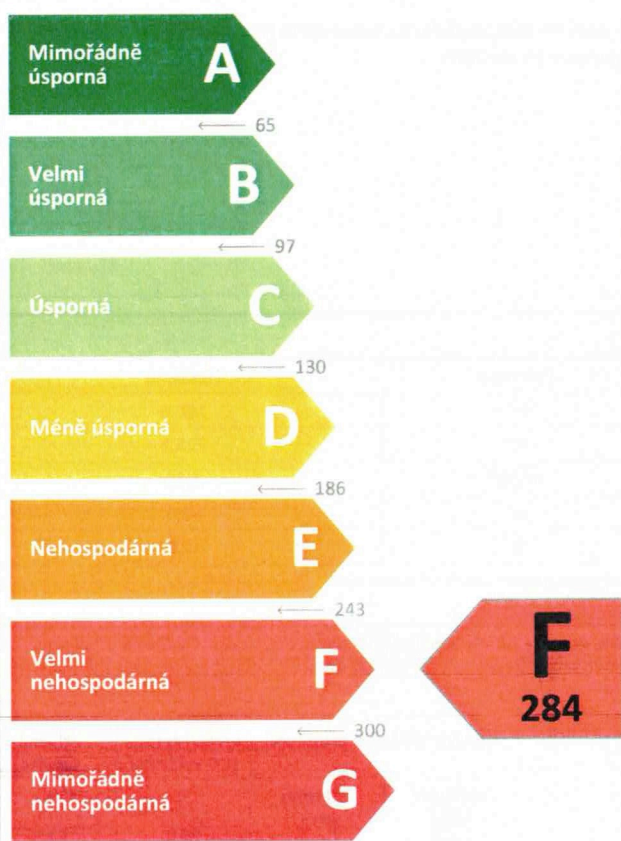 Mimořádně
úsporná
A
65
Velmi
úsporná
B
97
Úsporná
C
130
Méně úsporná
D
186
Nehospodárná
E
243
Velmi
nehospodárná
F
F
284
300
Mimořádně
nehospodárná
G